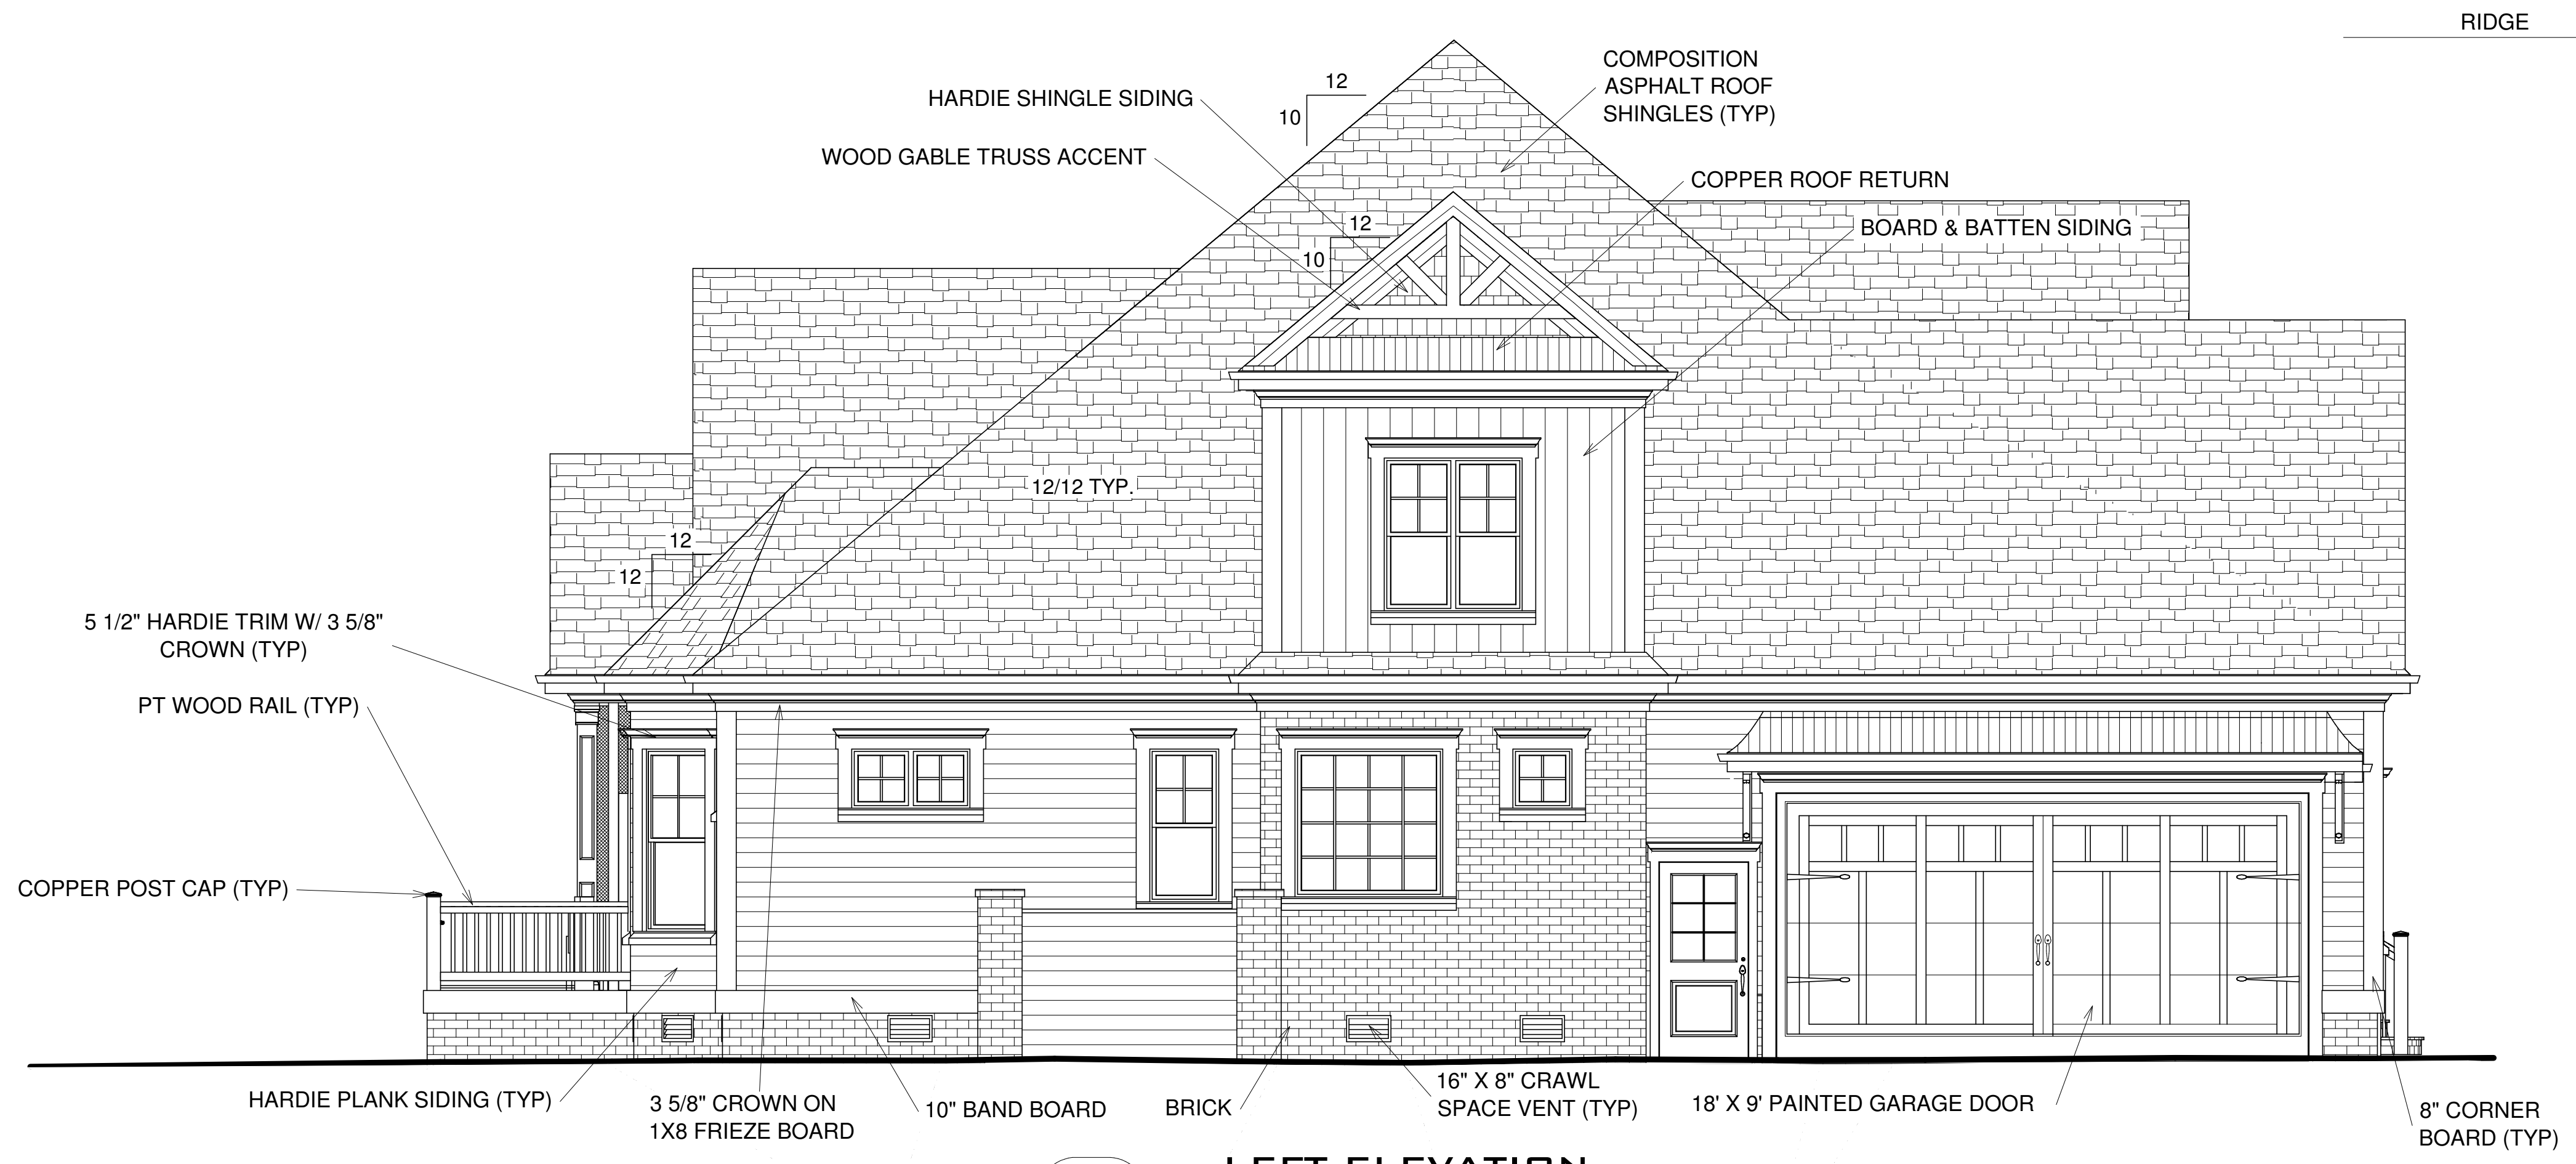 RIDGE
COMPOSITION
ASPHALT ROOF
SHINGLES (TYP)
12
10
HARDIE SHINGLE SIDING
WOOD GABLE TRUSS ACCENT
COPPER ROOF RETURN
12
10
BOARD & BATTEN SIDING
12/12 TYP.
12
12
5 1/2" HARDIE TRIM W/ 3 5/8"
CROWN (TYP)
PT WOOD RAIL (TYP)
COPPER POST CAP (TYP)
HARDIE PLANK SIDING (TYP)
3 5/8" CROWN ON
1X8 FRIEZE BOARD
10" BAND BOARD
BRICK
16" X 8" CRAWL
SPACE VENT (TYP)
18' X 9' PAINTED GARAGE DOOR
8" CORNER
BOARD (TYP)
LEFT ELEVATION